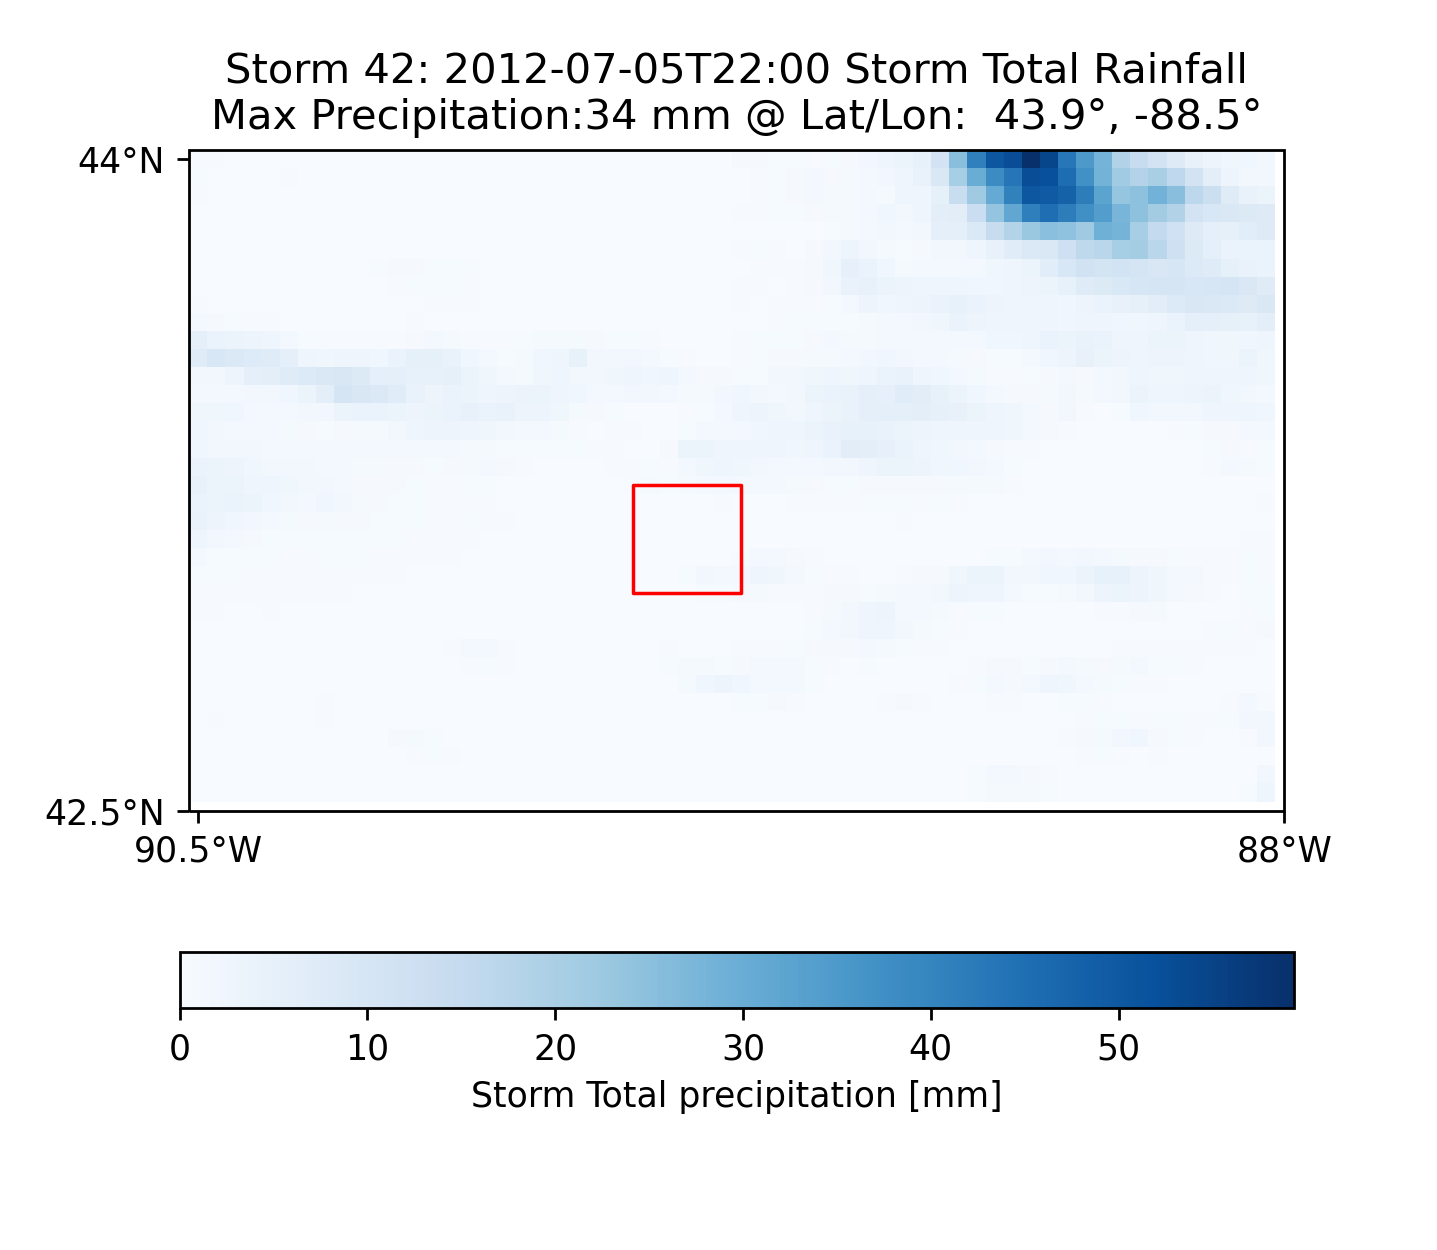 Storm 42: 2012-07-05T22:00 Storm Total Rainfall
Max Precipitation:34 mm @ Lat/Lon:  43.9°, -88.5°
44°N
42.5°N
90.5°W 88°W
0 10 20 30 40 50
Storm Total precipitation [mm]